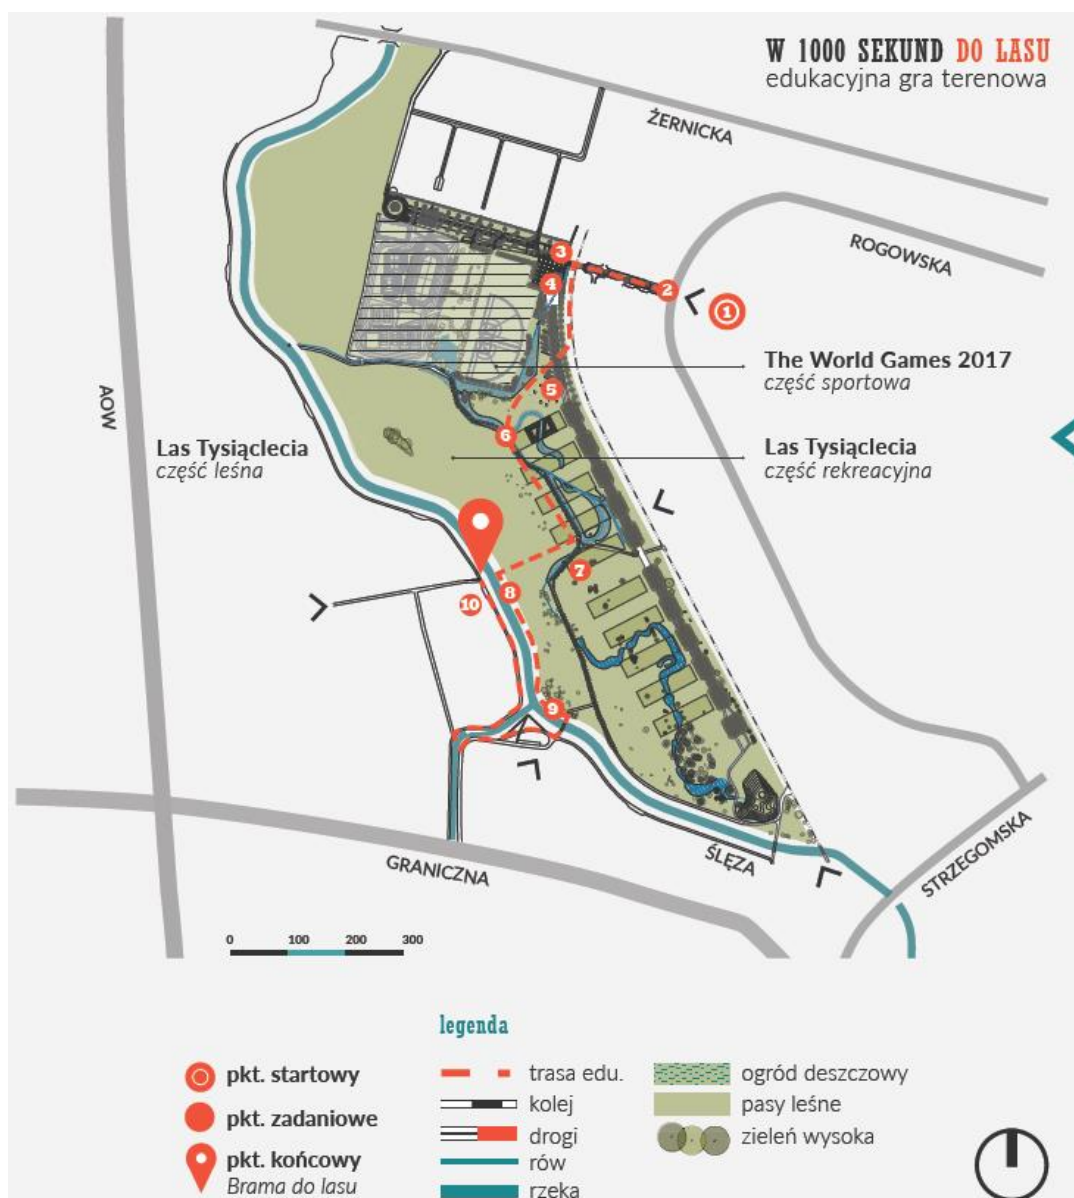 W 1000 SEKUND DO LASU
edukacyjna gra terenowa
ŻERNICKA
ROGOWSKA
3
4
2
1
The World Games 2017
część sportowa
AOW
5
6
Las Tysiąclecia
część leśna
Las Tysiąclecia
część rekreacyjna
7
8
10
9
GRANICZNA
ŚLĘZA
STRZEGOMSKA
0 100 200 300
legenda
pkt. startowy
pkt. zadaniowe
pkt. końcowy
Brama do lasu
trasa edu.
kolej
drogi
rów
rzeka
ogród deszczowy
pasy leśne
zieleń wysoka